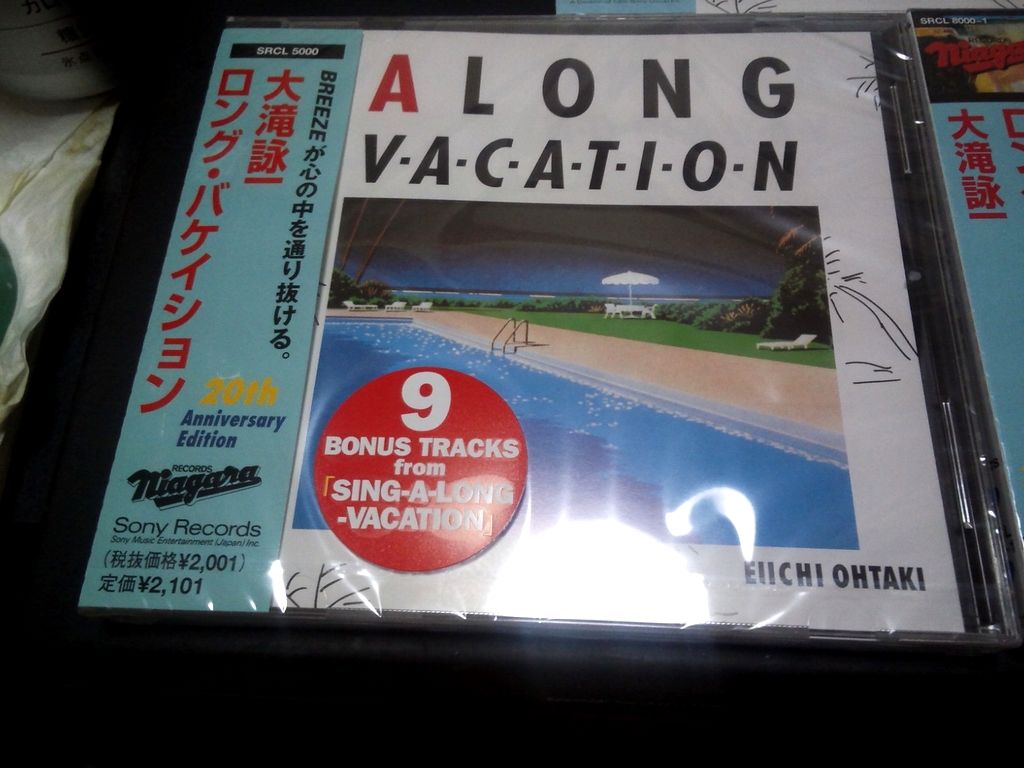 SRCL 5000
BREEZEが心の中を通り抜ける。
大滝詠一
ロング・バケイション
20th
Anniversary
Edition
RECORDS
Niagara
Sony Records
Sony Music Entertainment (Japan) Inc.
(税抜価格¥2,001)
定価¥2,101
A LONG
V-A-C-A-T-I-O-N
9
BONUS TRACKS
from
「SING-A-LONG
-VACATION」
EIICHI OHTAKI
SRCL 8000-1
Niagara
大滝詠一